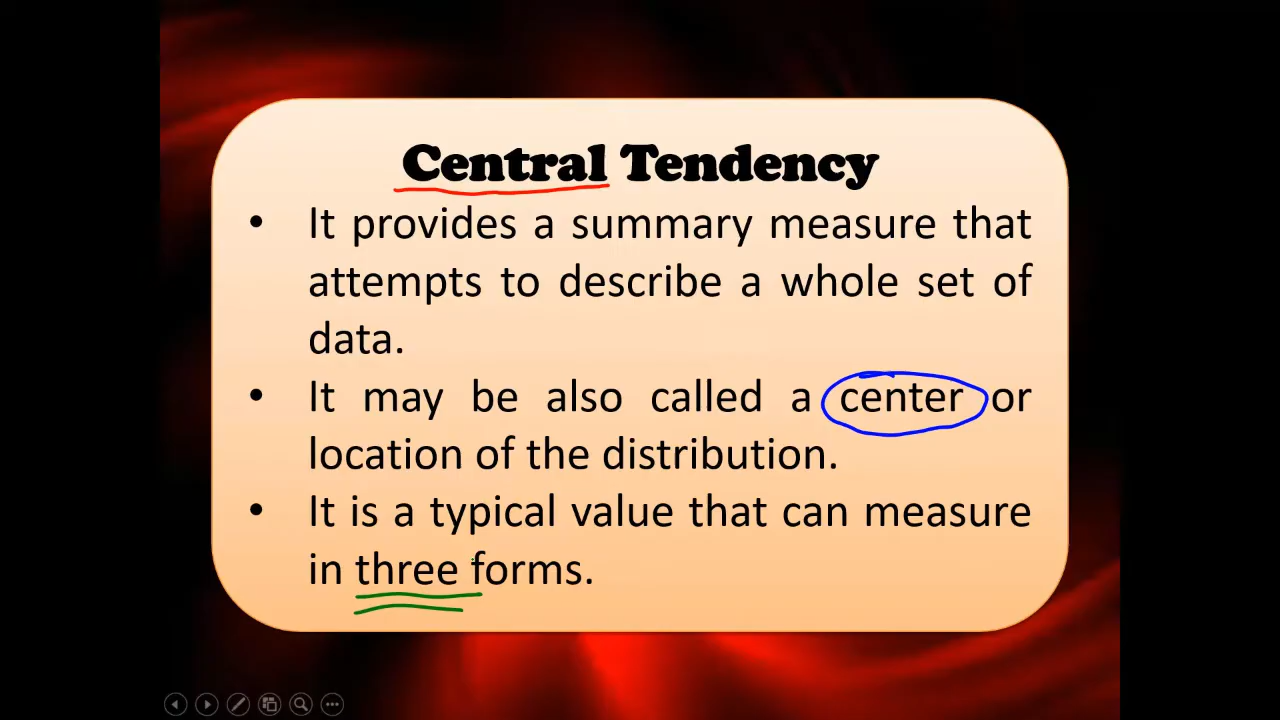 Central Tendency
• It provides a summary measure that
attempts to describe a whole set of
data.
• It may be also called a center or
location of the distribution.
• It is a typical value that can measure
in three forms.